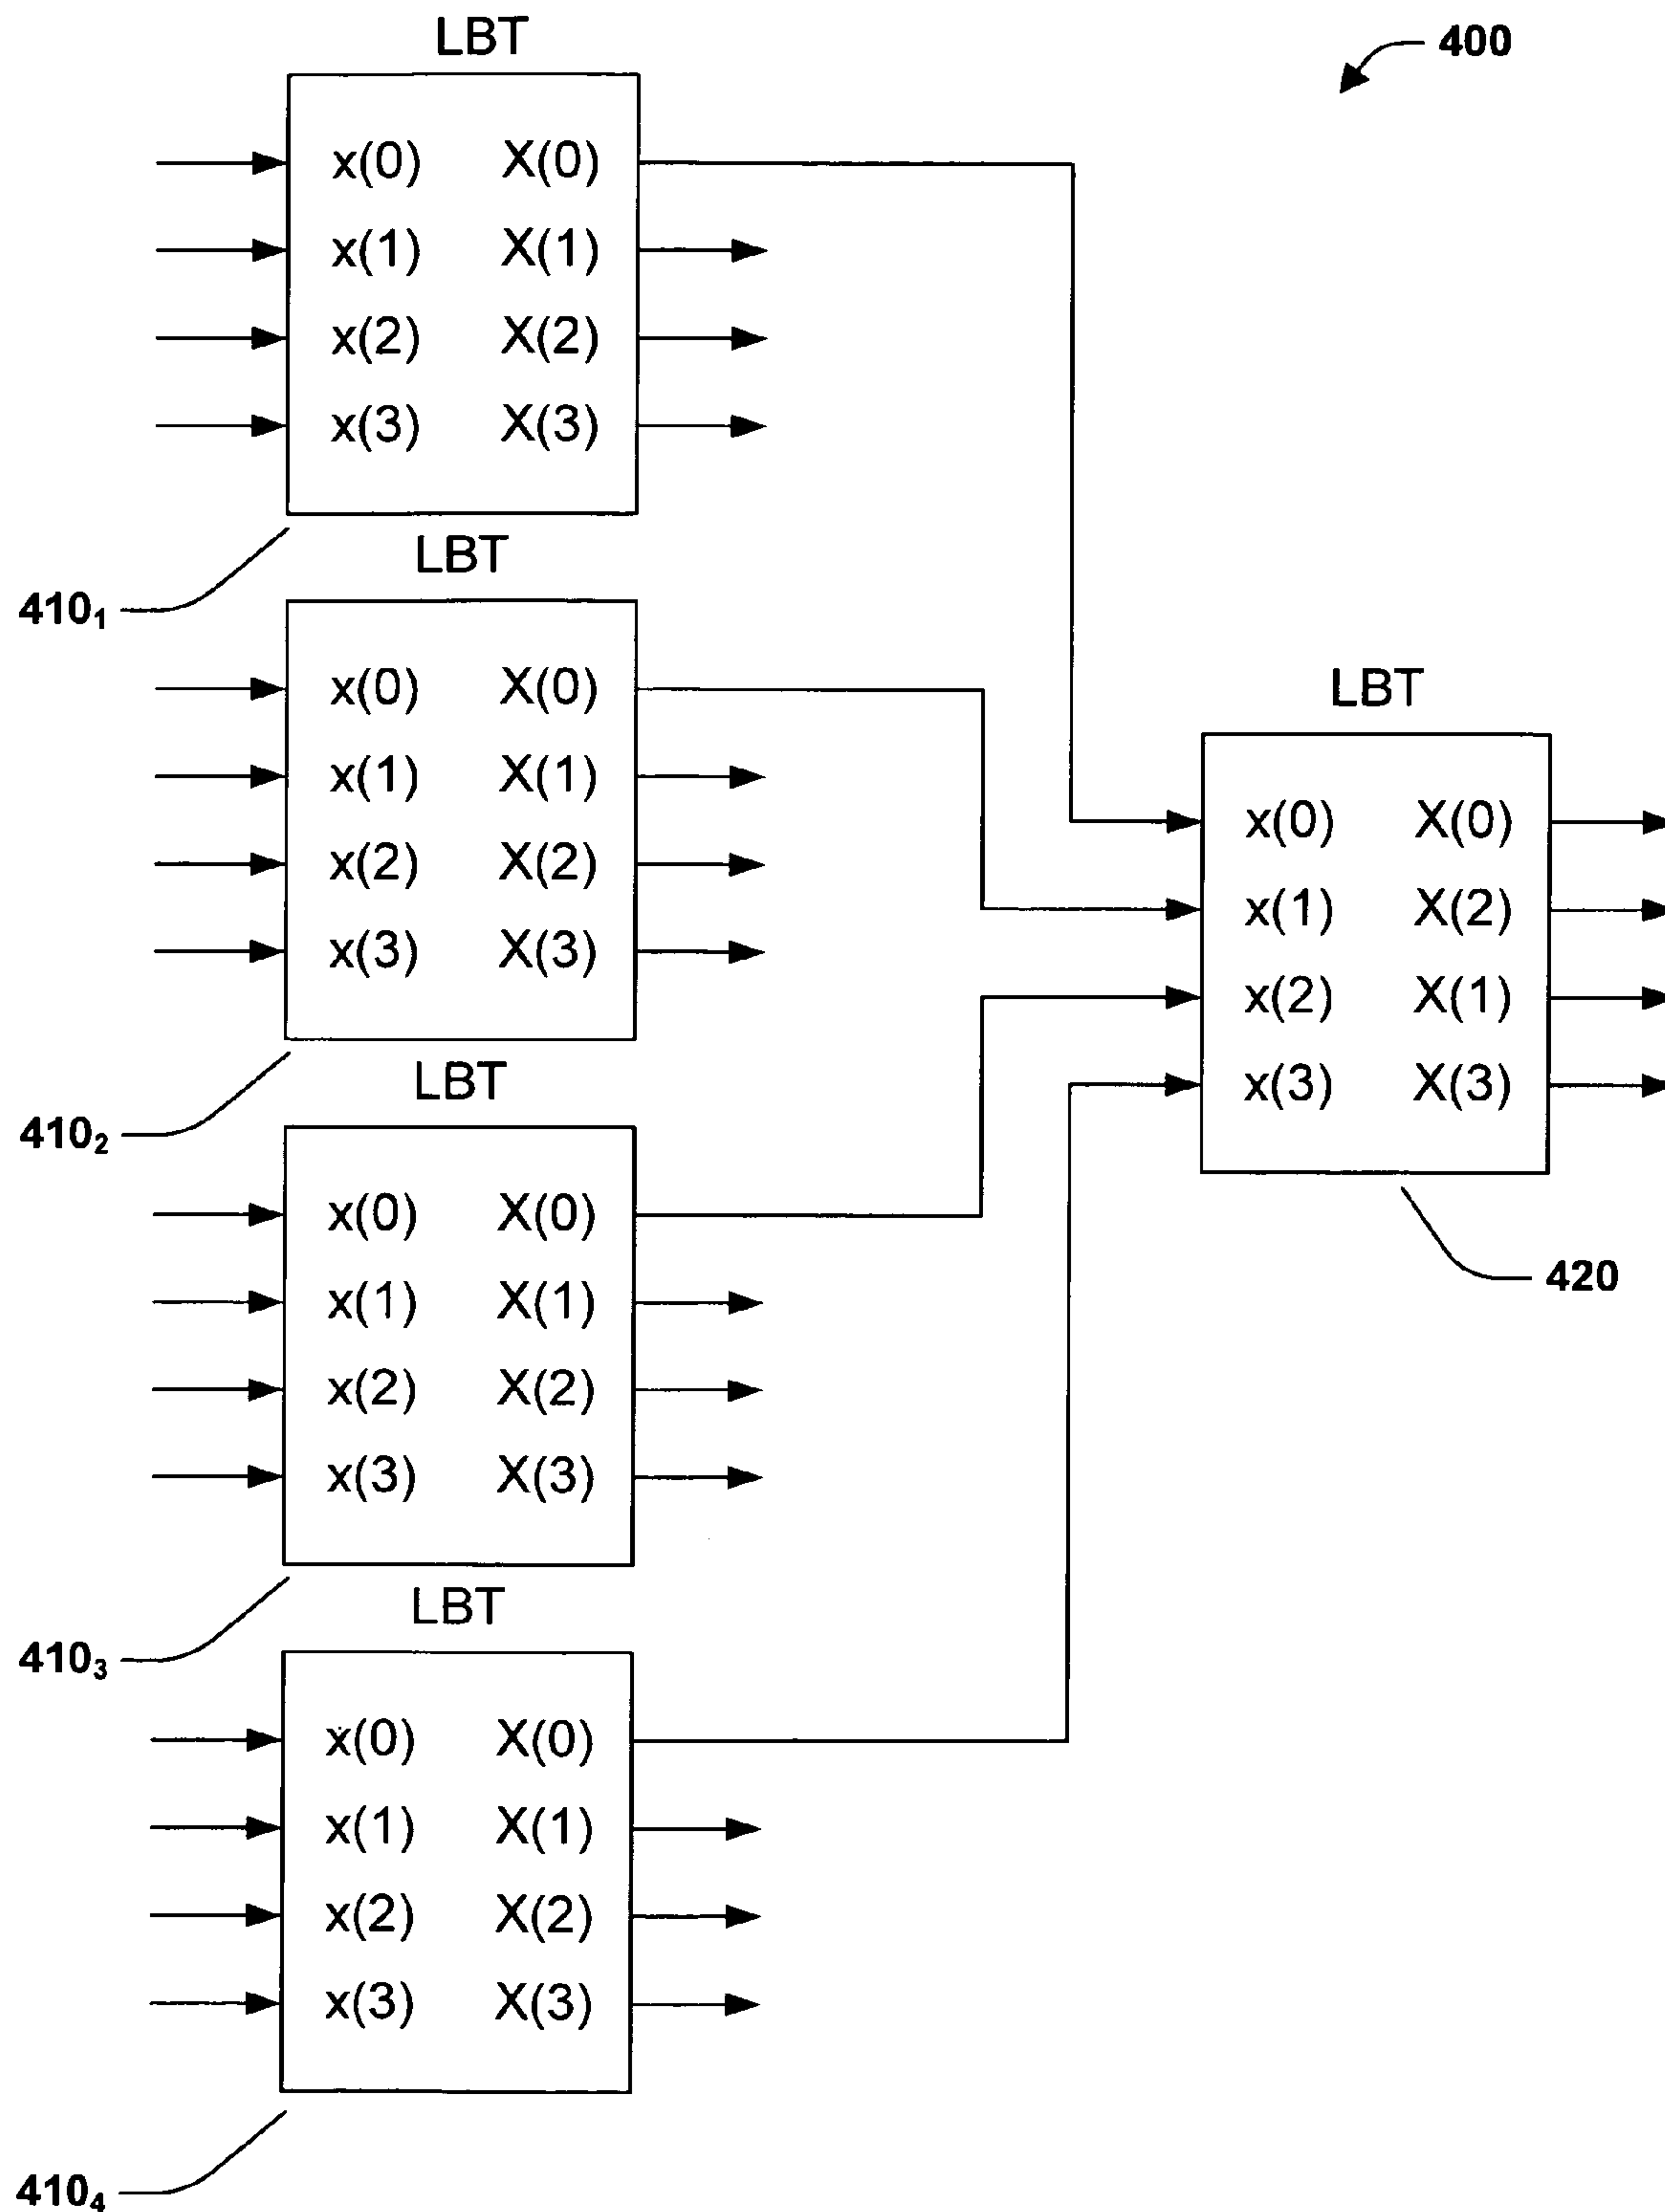 LBT
400
x(0) X(0)
x(1) X(1)
x(2) X(2)
x(3) X(3)
410₁
LBT
x(0) X(0)
x(1) X(1)
x(2) X(2)
x(3) X(3)
410₂
LBT
x(0) X(0)
x(1) X(2)
x(2) X(1)
x(3) X(3)
420
LBT
x(0) X(0)
x(1) X(1)
x(2) X(2)
x(3) X(3)
410₃
LBT
x(0) X(0)
x(1) X(1)
x(2) X(2)
x(3) X(3)
410₄